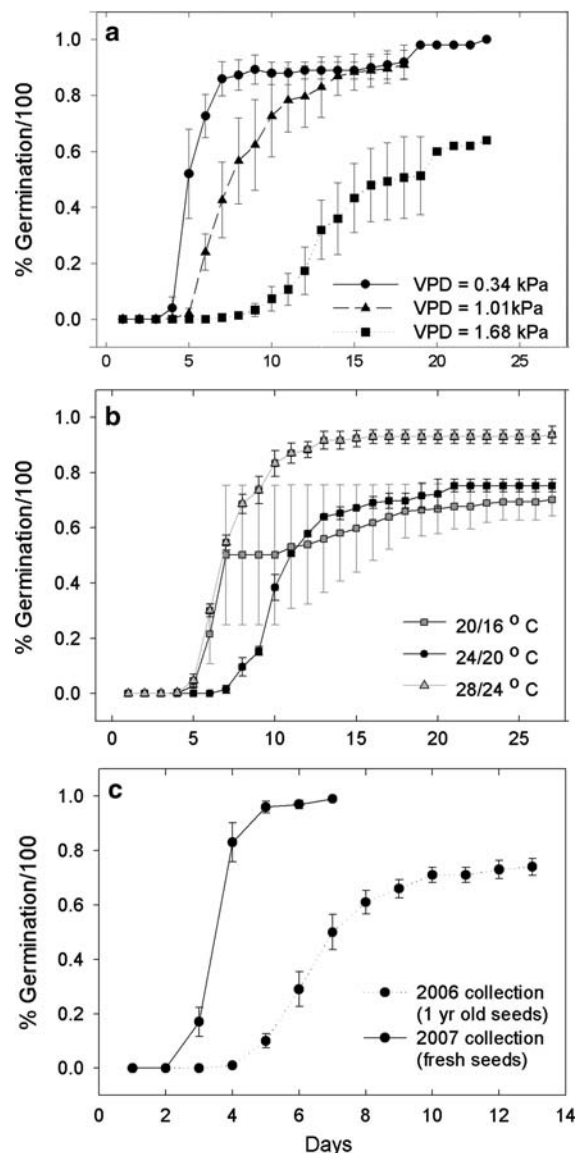 a
1.0
0.8
0.6
0.4
0.2
0.0
% Germination/100
VPD = 0.34 kPa
VPD = 1.01kPa
VPD = 1.68 kPa
0 5 10 15 20 25
b
1.0
0.8
0.6
0.4
0.2
0.0
% Germination/100
20/16 ° C
24/20 ° C
28/24 ° C
0 5 10 15 20 25
c
1.0
0.8
0.6
0.4
0.2
0.0
% Germination/100
2006 collection
(1 yr old seeds)
2007 collection
(fresh seeds)
0 2 4 6 8 10 12 14
Days